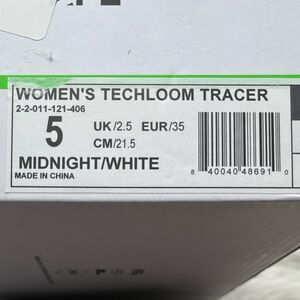 WOMEN'S TECHLOOM TRACER
2-2-011-121-406
5
UK/2.5 EUR/35
CM/21.5
MIDNIGHT/WHITE
MADE IN CHINA
8 40040 48691 0